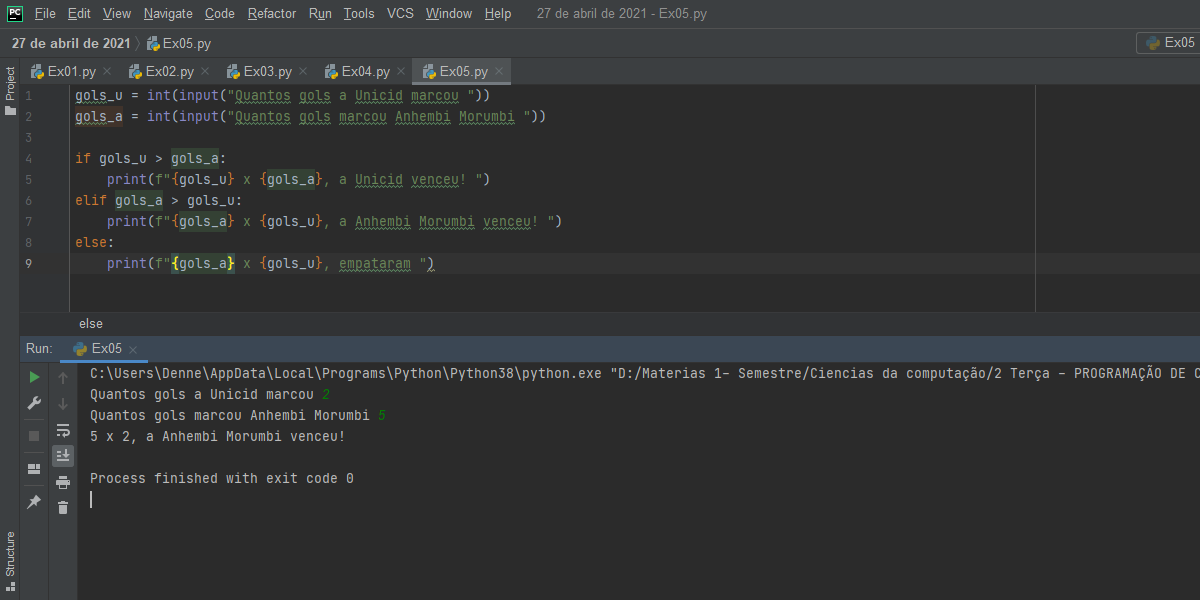 PC File Edit View Navigate Code Refactor Run Tools VCS Window Help 27 de abril de 2021 - Ex05.py
27 de abril de 2021 Ex05.py Ex05
Project
Ex01.py Ex02.py Ex03.py Ex04.py Ex05.py
1 gols_u = int(input("Quantos gols a Unicid marcou "))
2 gols_a = int(input("Quantos gols marcou Anhembi Morumbi "))
3
4 if gols_u > gols_a:
5 print(f"{gols_u} x {gols_a}, a Unicid venceu! ")
6 elif gols_a > gols_u:
7 print(f"{gols_a} x {gols_u}, a Anhembi Morumbi venceu! ")
8 else:
9 print(f"{gols_a} x {gols_u}, empataram ")
else
Run: Ex05
C:\Users\Denne\AppData\Local\Programs\Python\Python38\python.exe "D:/Materias 1- Semestre/Ciencias da computação/2 Terça - PROGRAMAÇÃO DE C
Quantos gols a Unicid marcou 2
Quantos gols marcou Anhembi Morumbi 5
5 x 2, a Anhembi Morumbi venceu!
Process finished with exit code 0
Structure